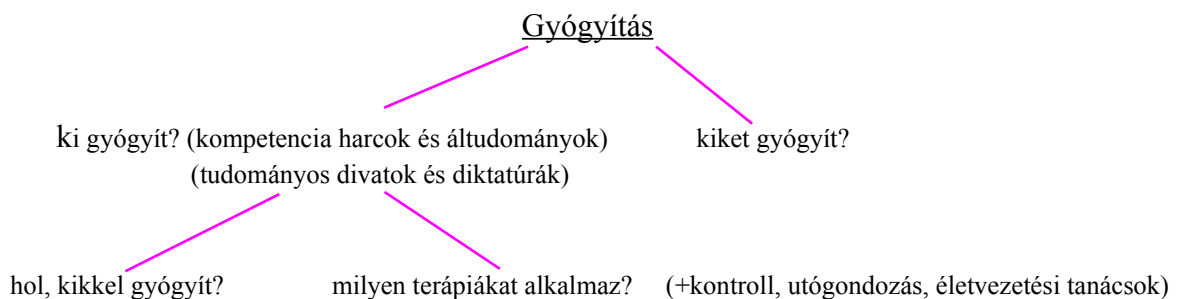 Gyógyítás
ki gyógyít? (kompetencia harcok és áltudományok) kiket gyógyít?
(tudományos divatok és diktatúrák)
hol, kikkel gyógyít? milyen terápiákat alkalmaz? (+kontroll, utógondozás, életvezetési tanácsok)